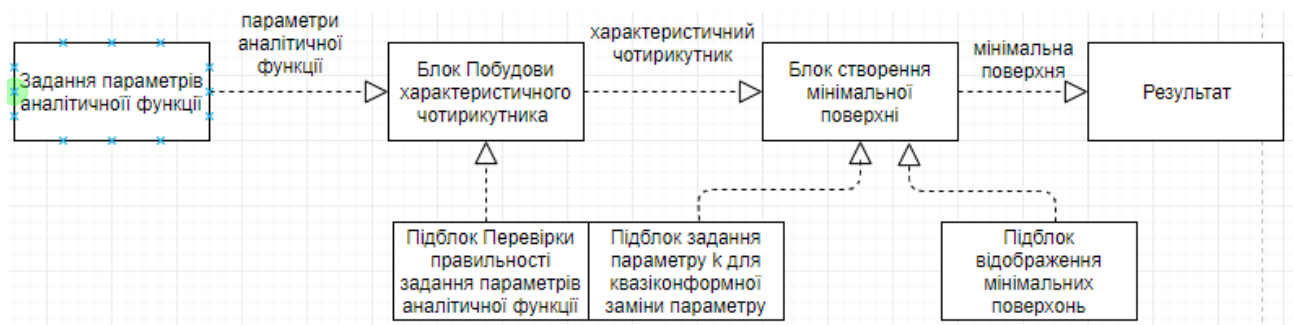 параметри
аналітичної
функції
характеристичний
чотирикутник
мінімальна
поверхня
Задання параметрів
аналітичної функції
Блок Побудови
характеристичного
чотирикутника
Блок створення
мінімальної
поверхні
Результат
Підблок Перевірки
правильності
задання параметрів
аналітичної функції
Підблок задання
параметру k для
квазіконформної
заміни параметру
Підблок
відображення
мінімальних
поверхонь